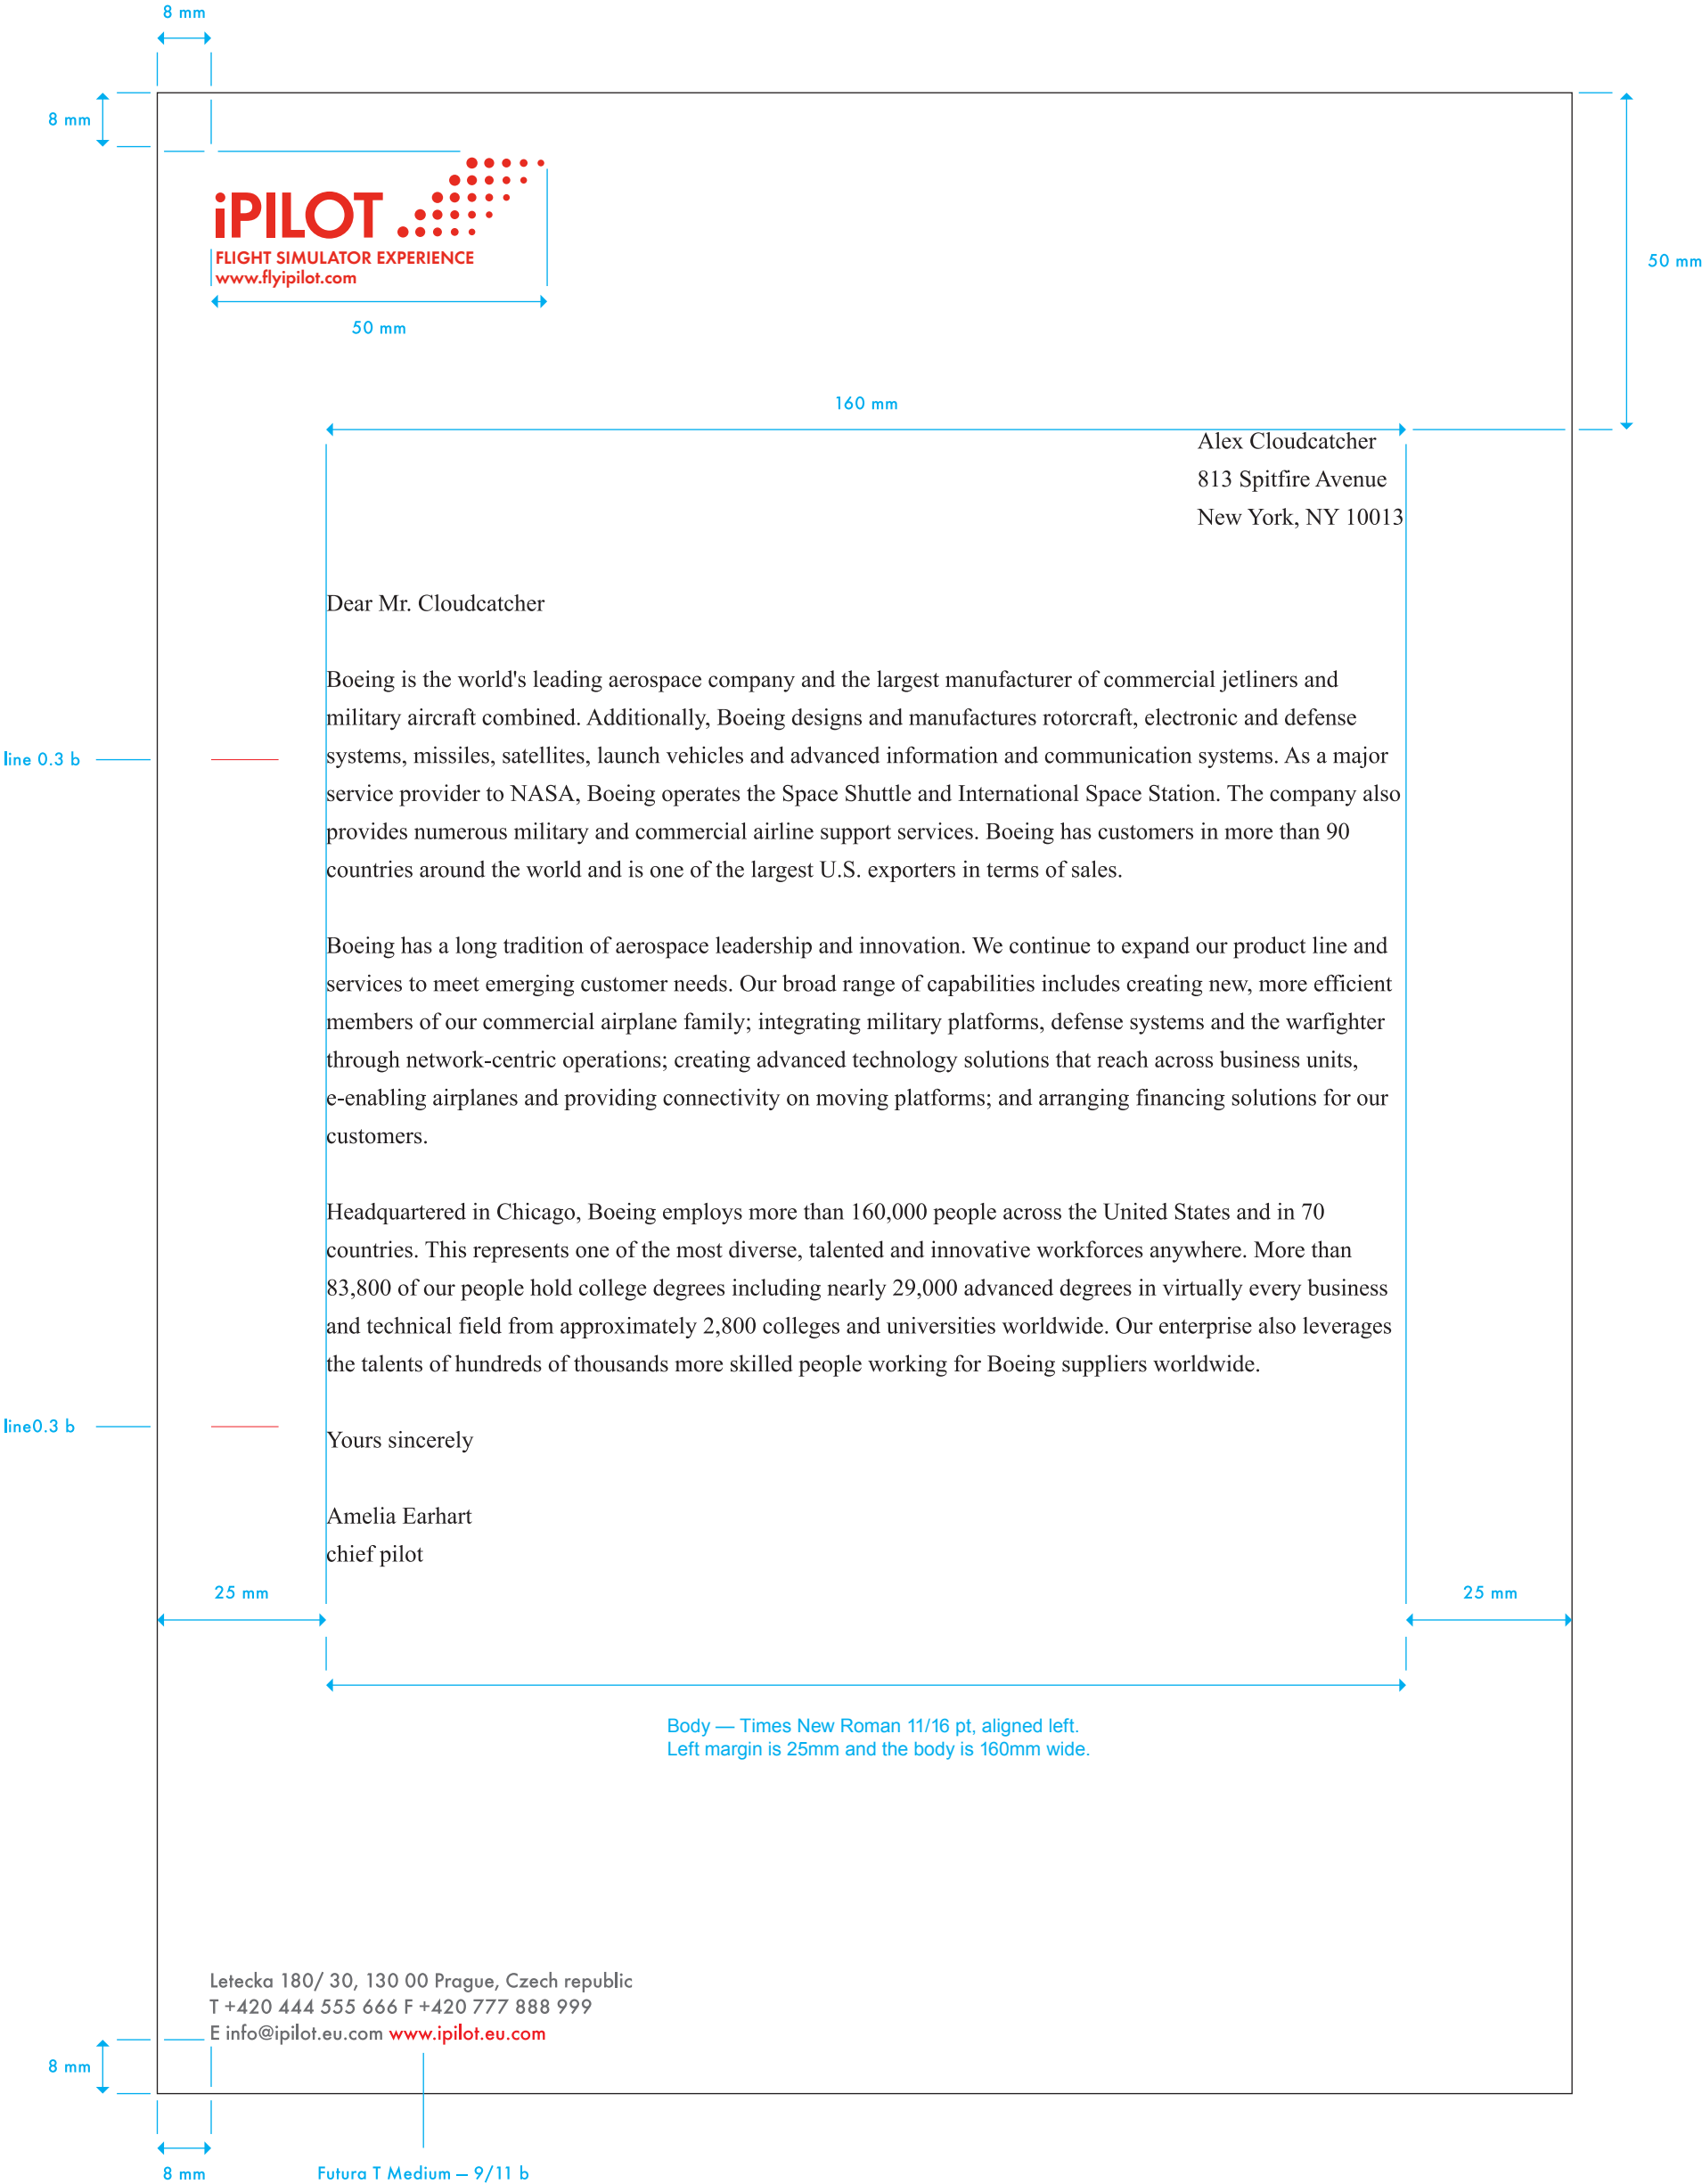 8 mm
8 mm
iPILOT
FLIGHT SIMULATOR EXPERIENCE
www.flyipilot.com
50 mm
50 mm
160 mm
Alex Cloudcatcher
813 Spitfire Avenue
New York, NY 10013
Dear Mr. Cloudcatcher
Boeing is the world's leading aerospace company and the largest manufacturer of commercial jetliners and
military aircraft combined. Additionally, Boeing designs and manufactures rotorcraft, electronic and defense
line 0.3 b
systems, missiles, satellites, launch vehicles and advanced information and communication systems. As a major
service provider to NASA, Boeing operates the Space Shuttle and International Space Station. The company also
provides numerous military and commercial airline support services. Boeing has customers in more than 90
countries around the world and is one of the largest U.S. exporters in terms of sales.
Boeing has a long tradition of aerospace leadership and innovation. We continue to expand our product line and
services to meet emerging customer needs. Our broad range of capabilities includes creating new, more efficient
members of our commercial airplane family; integrating military platforms, defense systems and the warfighter
through network-centric operations; creating advanced technology solutions that reach across business units,
e-enabling airplanes and providing connectivity on moving platforms; and arranging financing solutions for our
customers.
Headquartered in Chicago, Boeing employs more than 160,000 people across the United States and in 70
countries. This represents one of the most diverse, talented and innovative workforces anywhere. More than
83,800 of our people hold college degrees including nearly 29,000 advanced degrees in virtually every business
and technical field from approximately 2,800 colleges and universities worldwide. Our enterprise also leverages
the talents of hundreds of thousands more skilled people working for Boeing suppliers worldwide.
line0.3 b
Yours sincerely
Amelia Earhart
chief pilot
25 mm
25 mm
Body — Times New Roman 11/16 pt, aligned left.
Left margin is 25mm and the body is 160mm wide.
Letecka 180/ 30, 130 00 Prague, Czech republic
T +420 444 555 666 F +420 777 888 999
E info@ipilot.eu.com www.ipilot.eu.com
8 mm
8 mm
Futura T Medium — 9/11 b